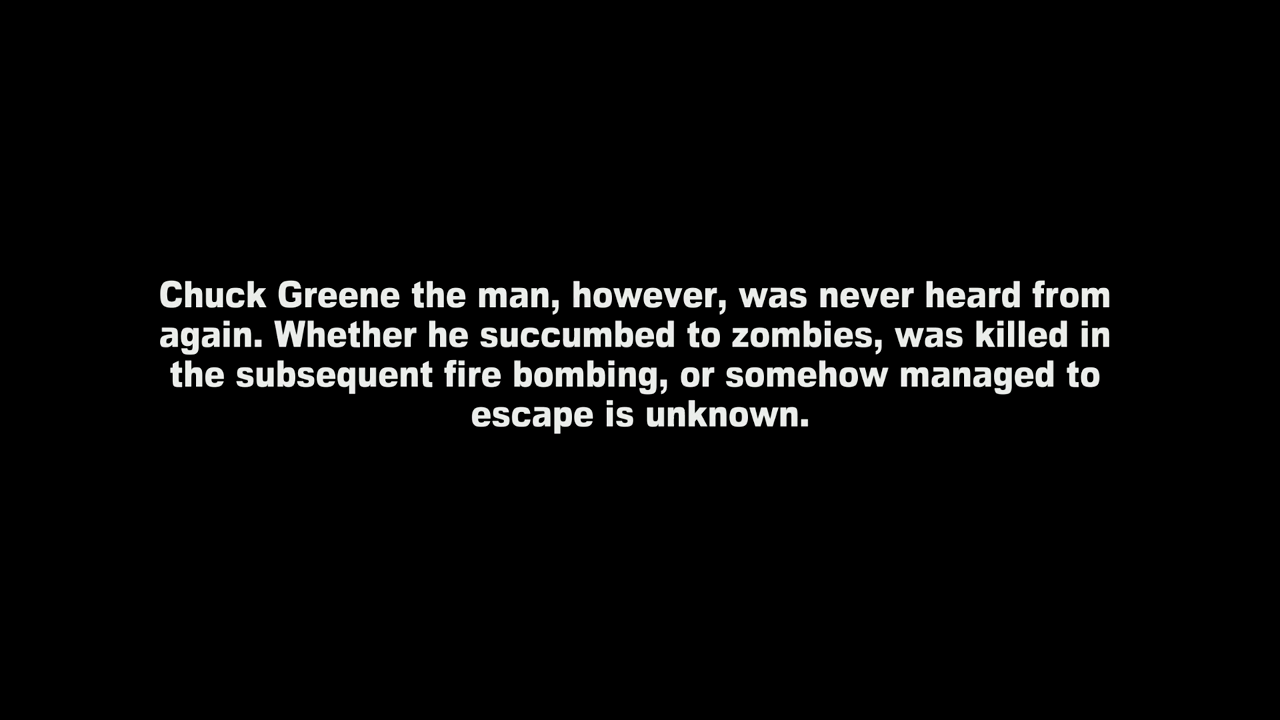 Chuck Greene the man, however, was never heard from
again. Whether he succumbed to zombies, was killed in
the subsequent fire bombing, or somehow managed to
escape is unknown.